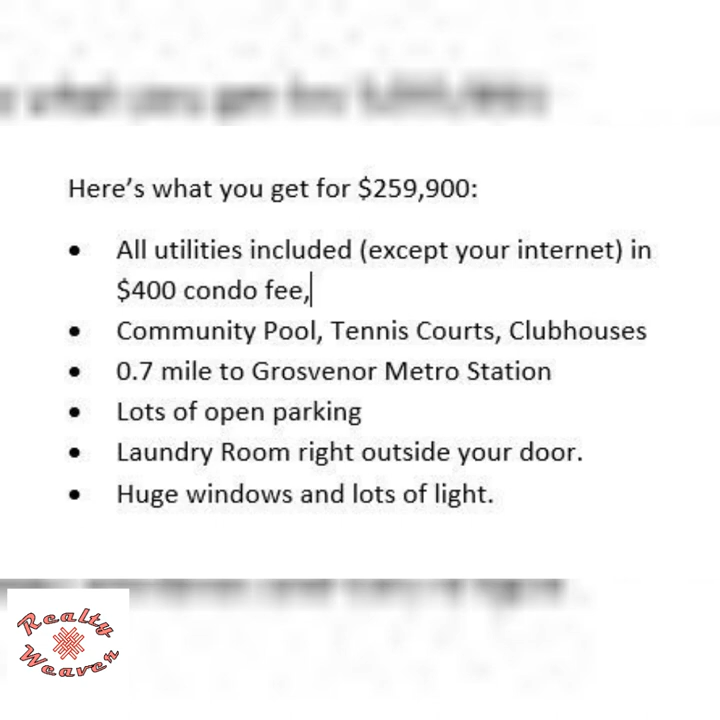 Here’s what you get for $259,900:
• All utilities included (except your internet) in
$400 condo fee,
• Community Pool, Tennis Courts, Clubhouses
• 0.7 mile to Grosvenor Metro Station
• Lots of open parking
• Laundry Room right outside your door.
• Huge windows and lots of light.
Realty
Weaver